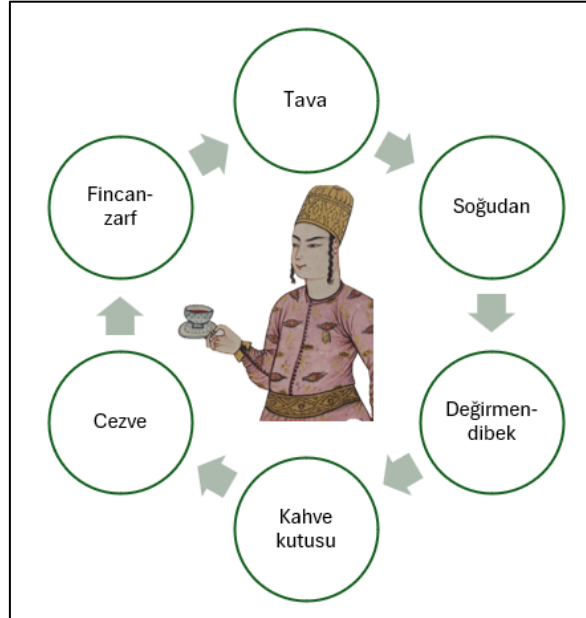 Tava
Soğudan
Değirmen-
dibek
Kahve
kutusu
Cezve
Fincan-
zarf